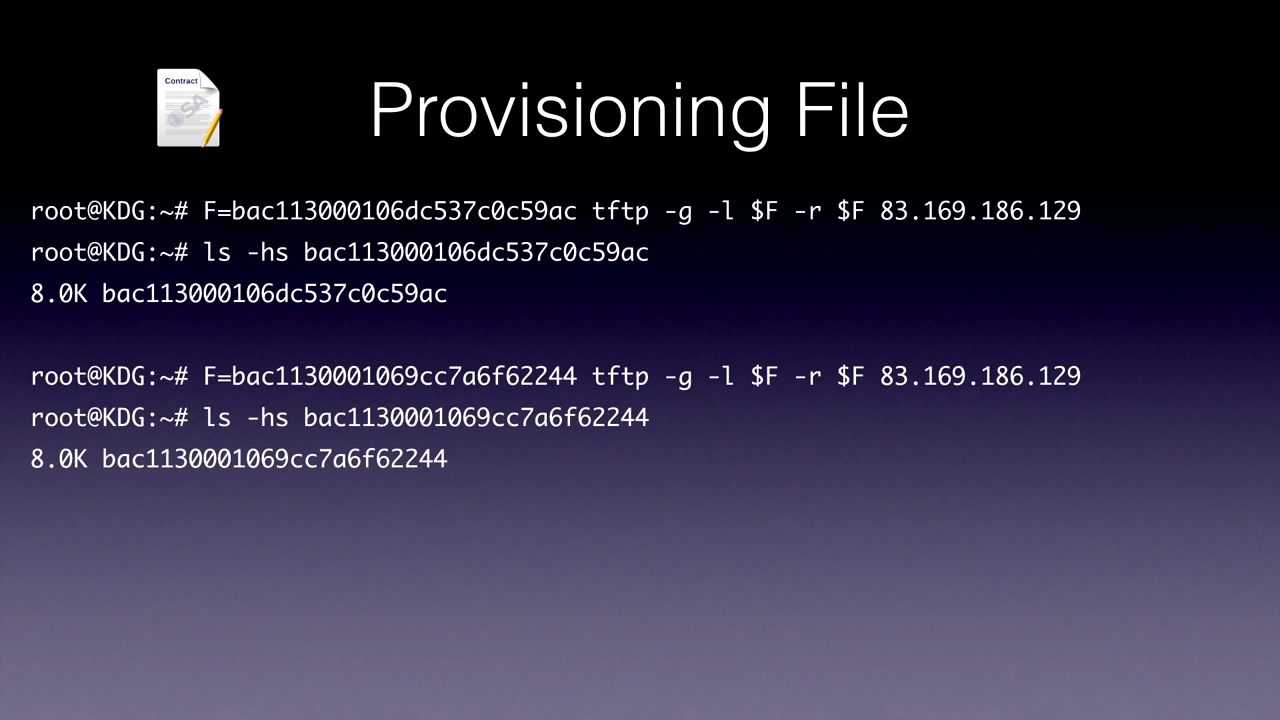 Contract
Provisioning File
root@KDG:~# F=bac113000106dc537c0c59ac tftp -g -l $F -r $F 83.169.186.129
root@KDG:~# ls -hs bac113000106dc537c0c59ac
8.0K bac113000106dc537c0c59ac
root@KDG:~# F=bac1130001069cc7a6f62244 tftp -g -l $F -r $F 83.169.186.129
root@KDG:~# ls -hs bac1130001069cc7a6f62244
8.0K bac1130001069cc7a6f62244